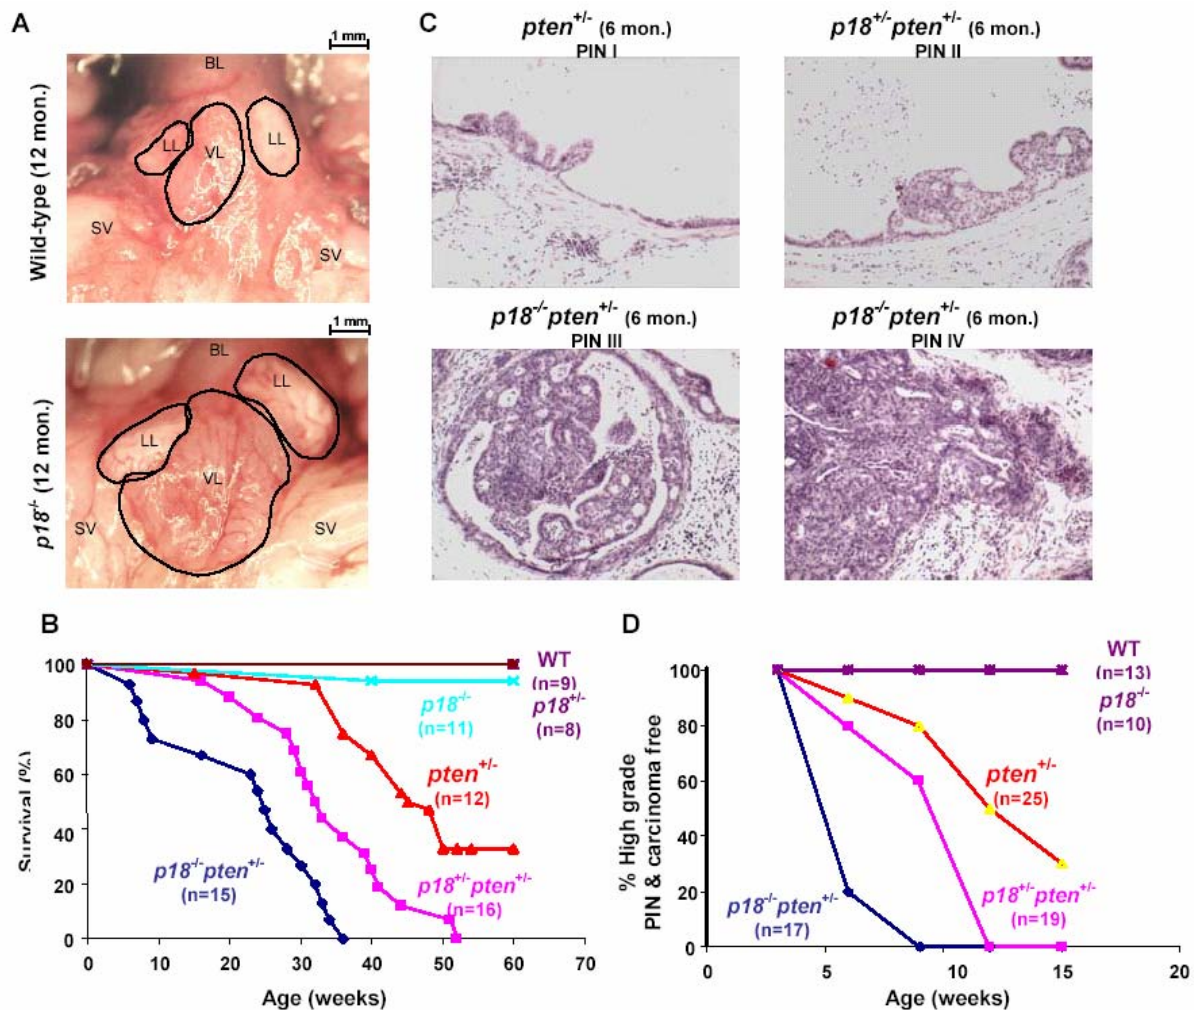 A
Wild-type (12 mon.)
1 mm
BL
LL
VL
LL
SV
SV
p18-/- (12 mon.)
1 mm
BL
LL
LL
VL
SV
SV
C
pten+/- (6 mon.)
PIN I
p18+/-pten+/- (6 mon.)
PIN II
p18-/-pten+/- (6 mon.)
PIN III
p18-/-pten+/- (6 mon.)
PIN IV
B
Survival (%)
100
80
60
40
20
0
0 10 20 30 40 50 60 70
Age (weeks)
WT
(n=9)
p18+/-
(n=8)
p18-/-
(n=11)
pten+/-
(n=12)
p18-/-pten+/-
(n=15)
p18+/-pten+/-
(n=16)
D
% High grade
PIN & carcinoma free
100
80
60
40
20
0
0 5 10 15 20
Age (weeks)
WT
(n=13)
p18-/-
(n=10)
pten+/-
(n=25)
p18-/-pten+/-
(n=17)
p18+/-pten+/-
(n=19)